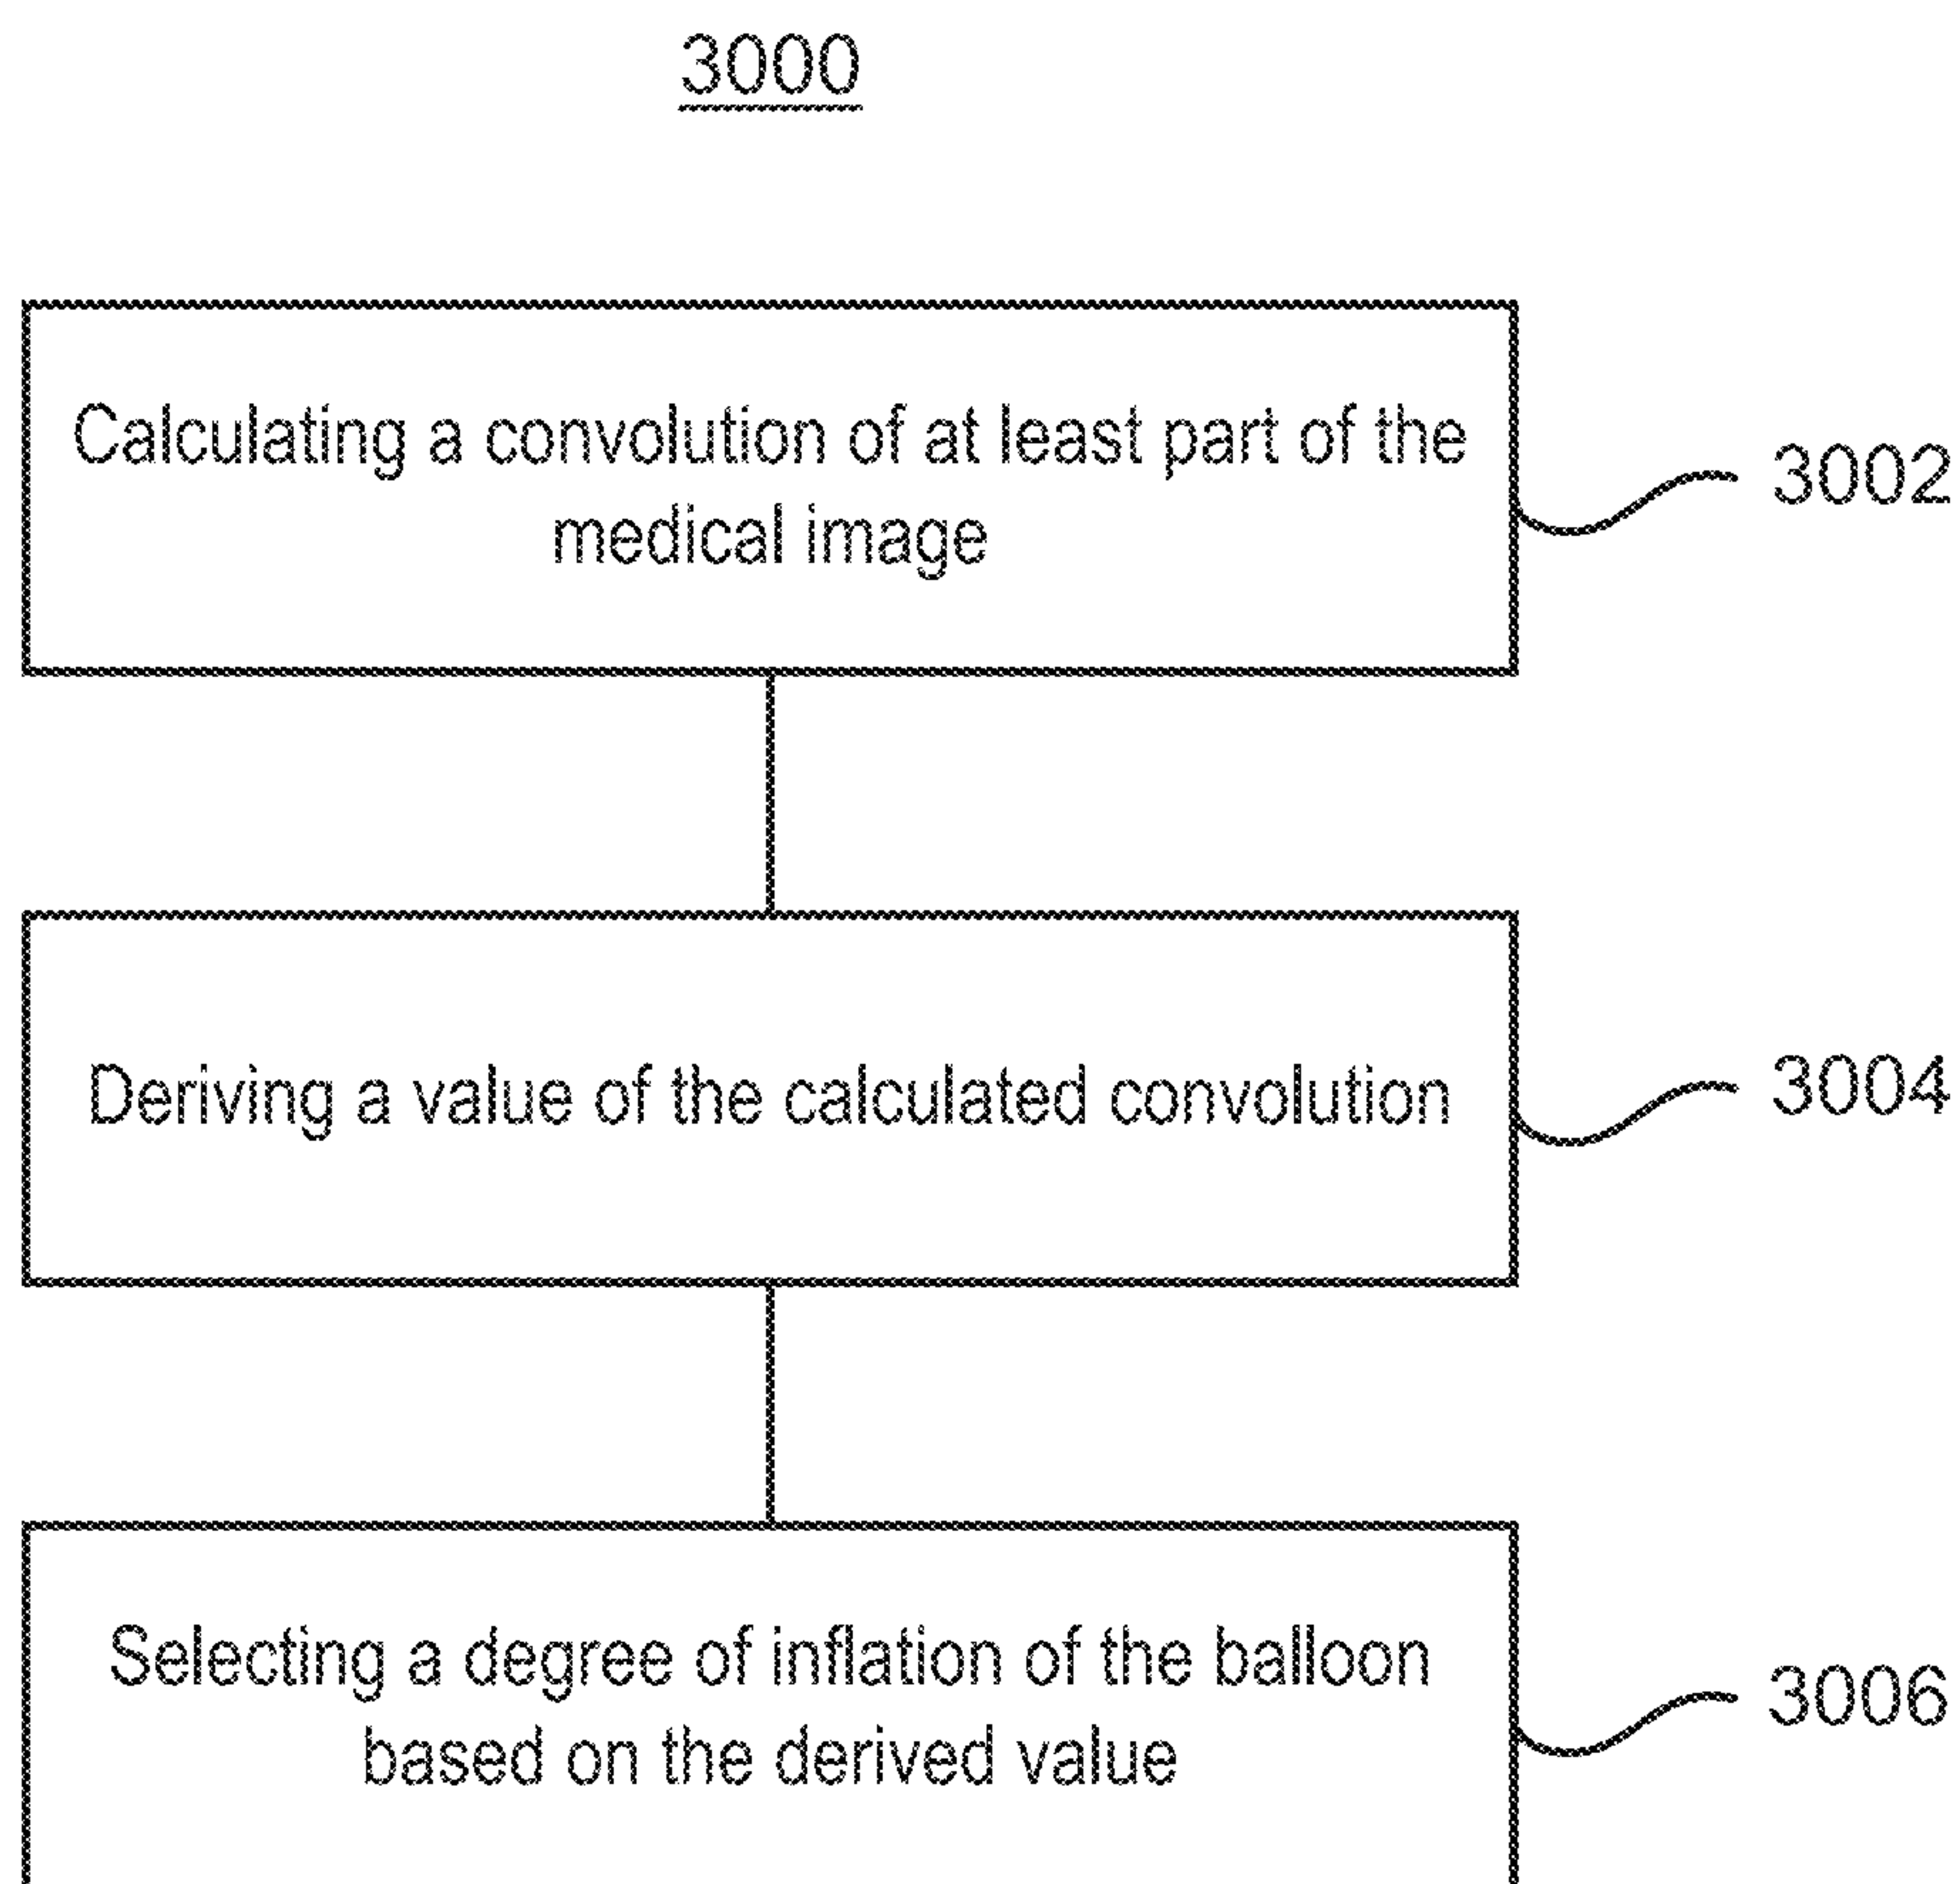 3000
Calculating a convolution of at least part of the
medical image
3002
Deriving a value of the calculated convolution
3004
Selecting a degree of inflation of the balloon
based on the derived value
3006